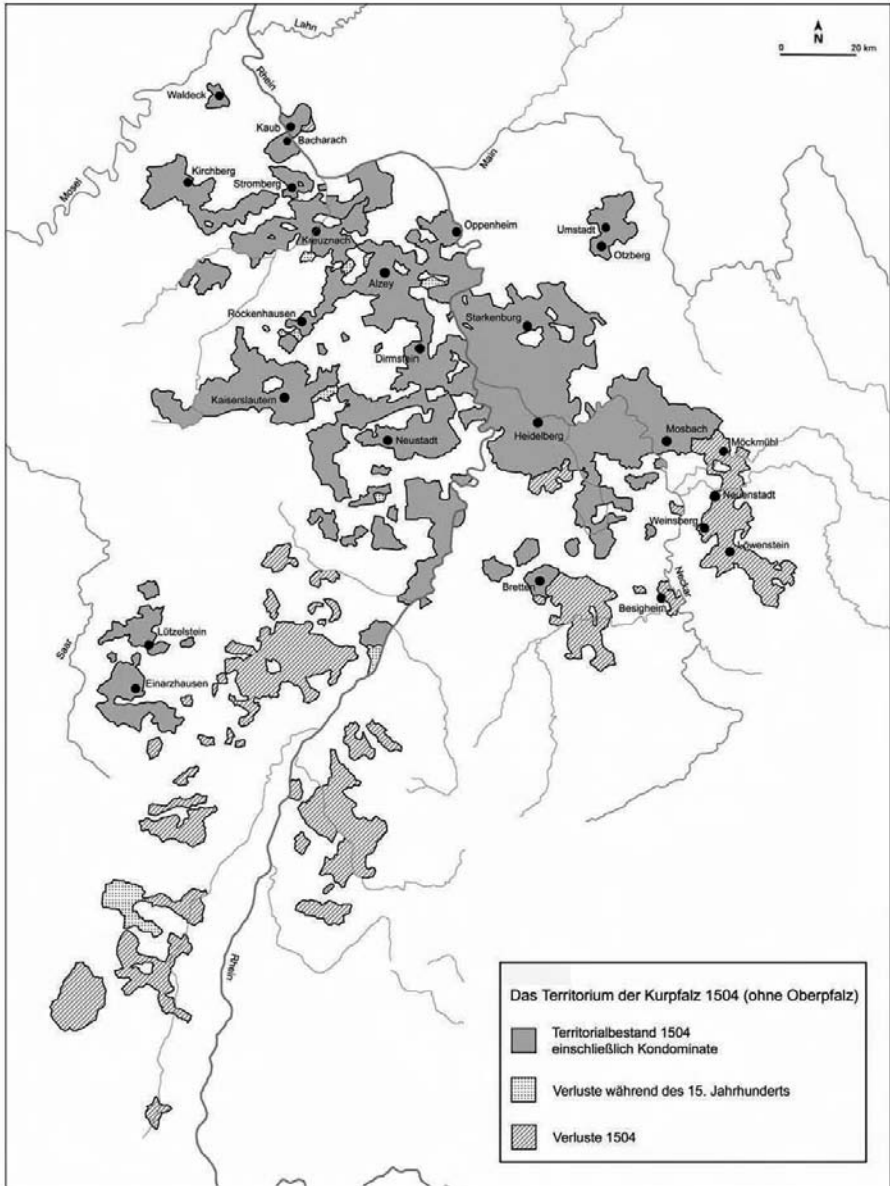 Lahn
N
0 20 km
Rhein
Waldeck
Kaub
Bacharach
Main
Mosel
Kirchberg
Stromberg
Kreuznach
Oppenheim
Umstadt
Otzberg
Alzey
Rockenhausen
Starkenburg
Dirmstein
Kaiserslautern
Neustadt
Heidelberg
Mosbach
Möckmühl
Neuenstadt
Weinsberg
Löwenstein
Bretten
Neckar
Besigheim
Saar
Lützelstein
Einarzhausen
Rhein
Das Territorium der Kurpfalz 1504 (ohne Oberpfalz)
Territorialbestand 1504
einschließlich Kondominate
Verluste während des 15. Jahrhunderts
Verluste 1504